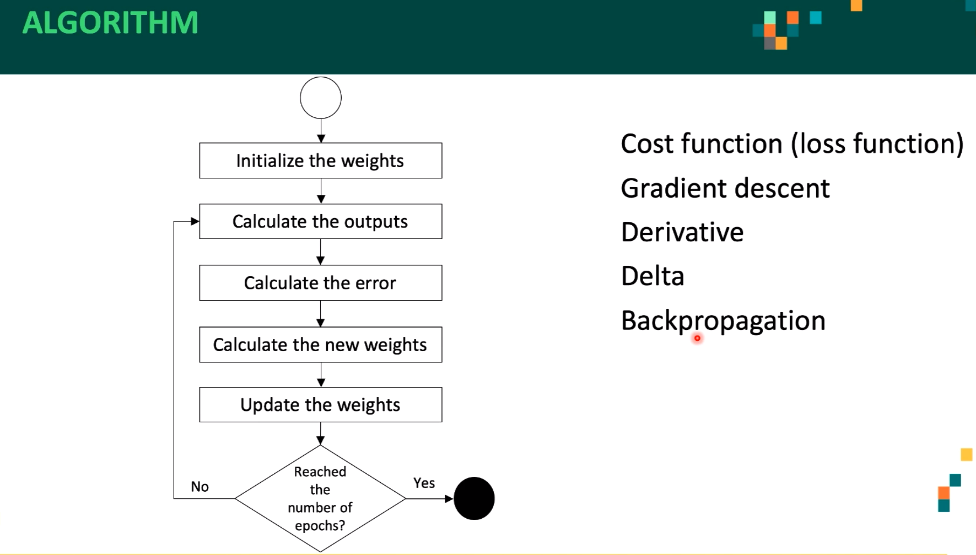 ALGORITHM
Initialize the weights
Calculate the outputs
Calculate the error
Calculate the new weights
Update the weights
Reached
the
number of
epochs?
No
Yes
Cost function (loss function)
Gradient descent
Derivative
Delta
Backpropagation